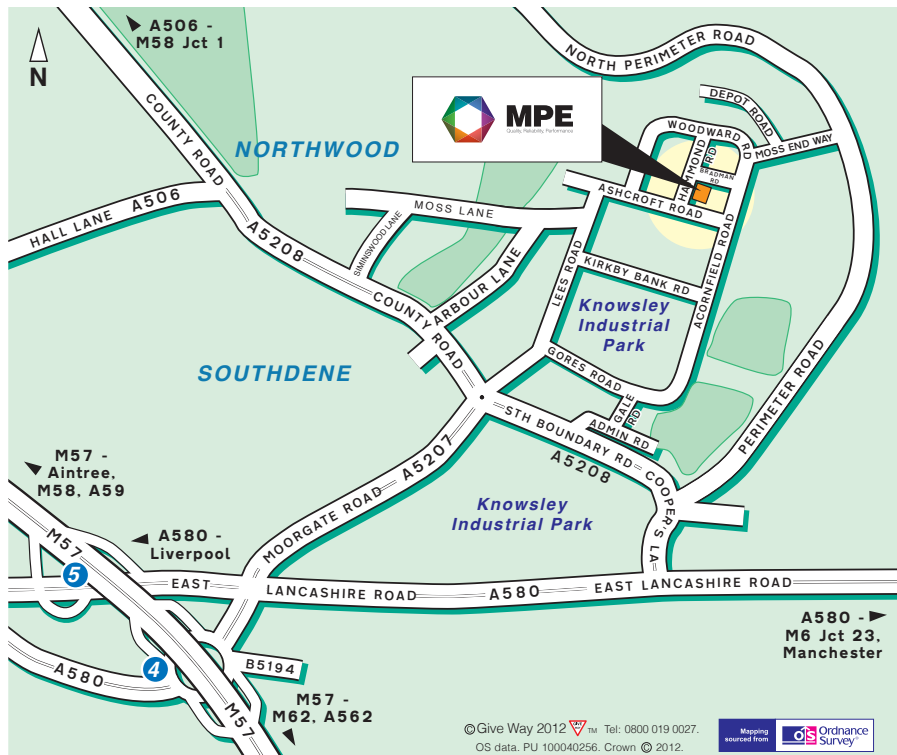 A506 -
M58 Jct 1
N
COUNTY ROAD
NORTH PERIMETER ROAD
MPE
Quality, Reliability, Performance
DEPOT ROAD
WOODWARD RD
MOSS END WAY
HAMMOND RD
BRADMAN
RD
NORTHWOOD
ASHCROFT ROAD
HALL LANE A506
MOSS LANE
SIMINSWOOD LANE
A5208
COUNTY ROAD
ARBOUR LANE
LEES ROAD
KIRKBY BANK RD
ACORNFIELD ROAD
Knowsley
Industrial
Park
SOUTHDENE
GORES ROAD
GALE RD
ADMIN RD
STH BOUNDARY RD
A5208
COOPER'S LA
PERIMETER ROAD
M57 -
Aintree,
M58, A59
MOORGATE ROAD A5207
Knowsley
Industrial Park
A580 -
Liverpool
M57
5
EAST LANCASHIRE ROAD A580 EAST LANCASHIRE ROAD
A580 -
M6 Jct 23,
Manchester
A580
4
B5194
M57
M57 -
M62, A562
© Give Way 2012 GIVE WAY TM Tel: 0800 019 0027.
OS data. PU 100040256. Crown © 2012.
Mapping
sourced from
OS Ordnance
Survey®